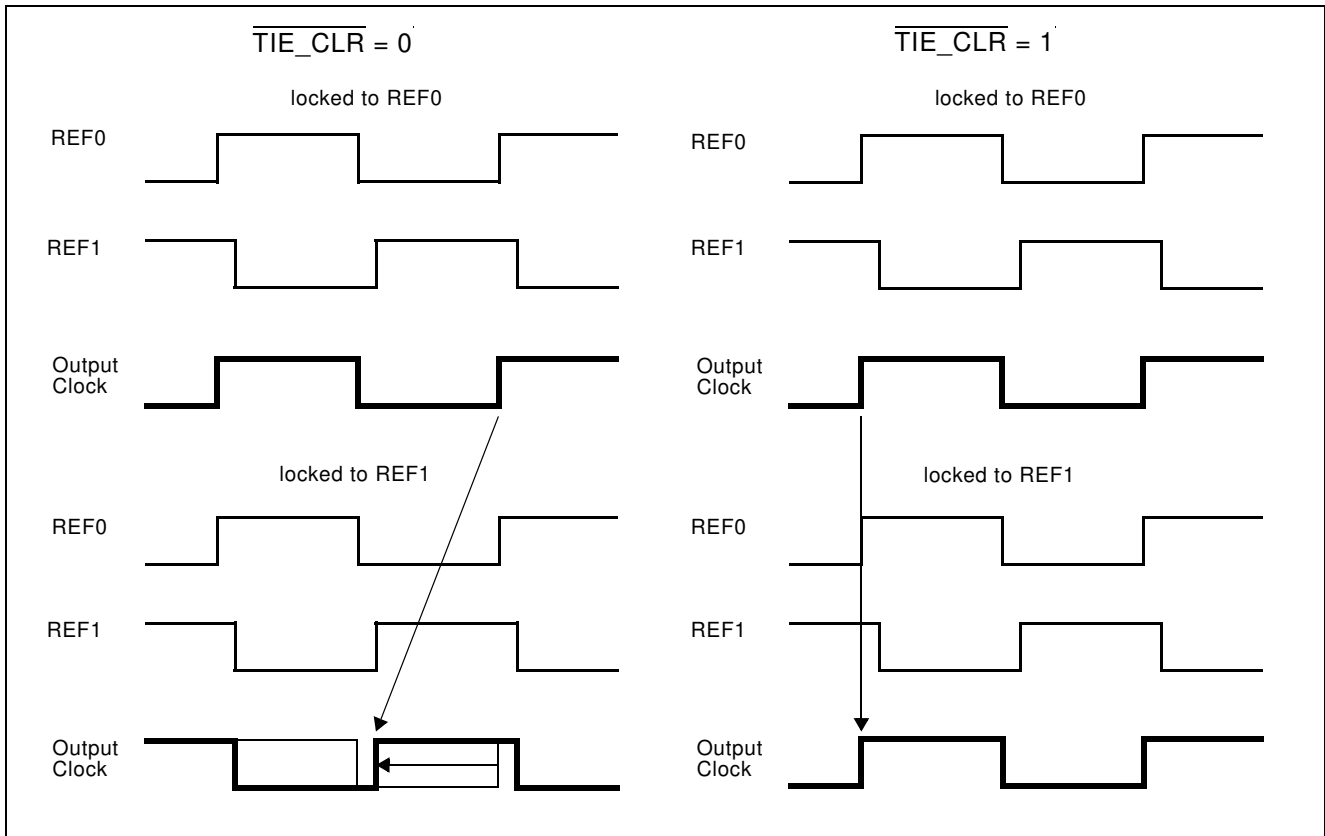 TIE_CLR = 0
locked to REF0
REF0
REF1
Output
Clock
locked to REF1
REF0
REF1
Output
Clock
TIE_CLR = 1
locked to REF0
REF0
REF1
Output
Clock
locked to REF1
REF0
REF1
Output
Clock